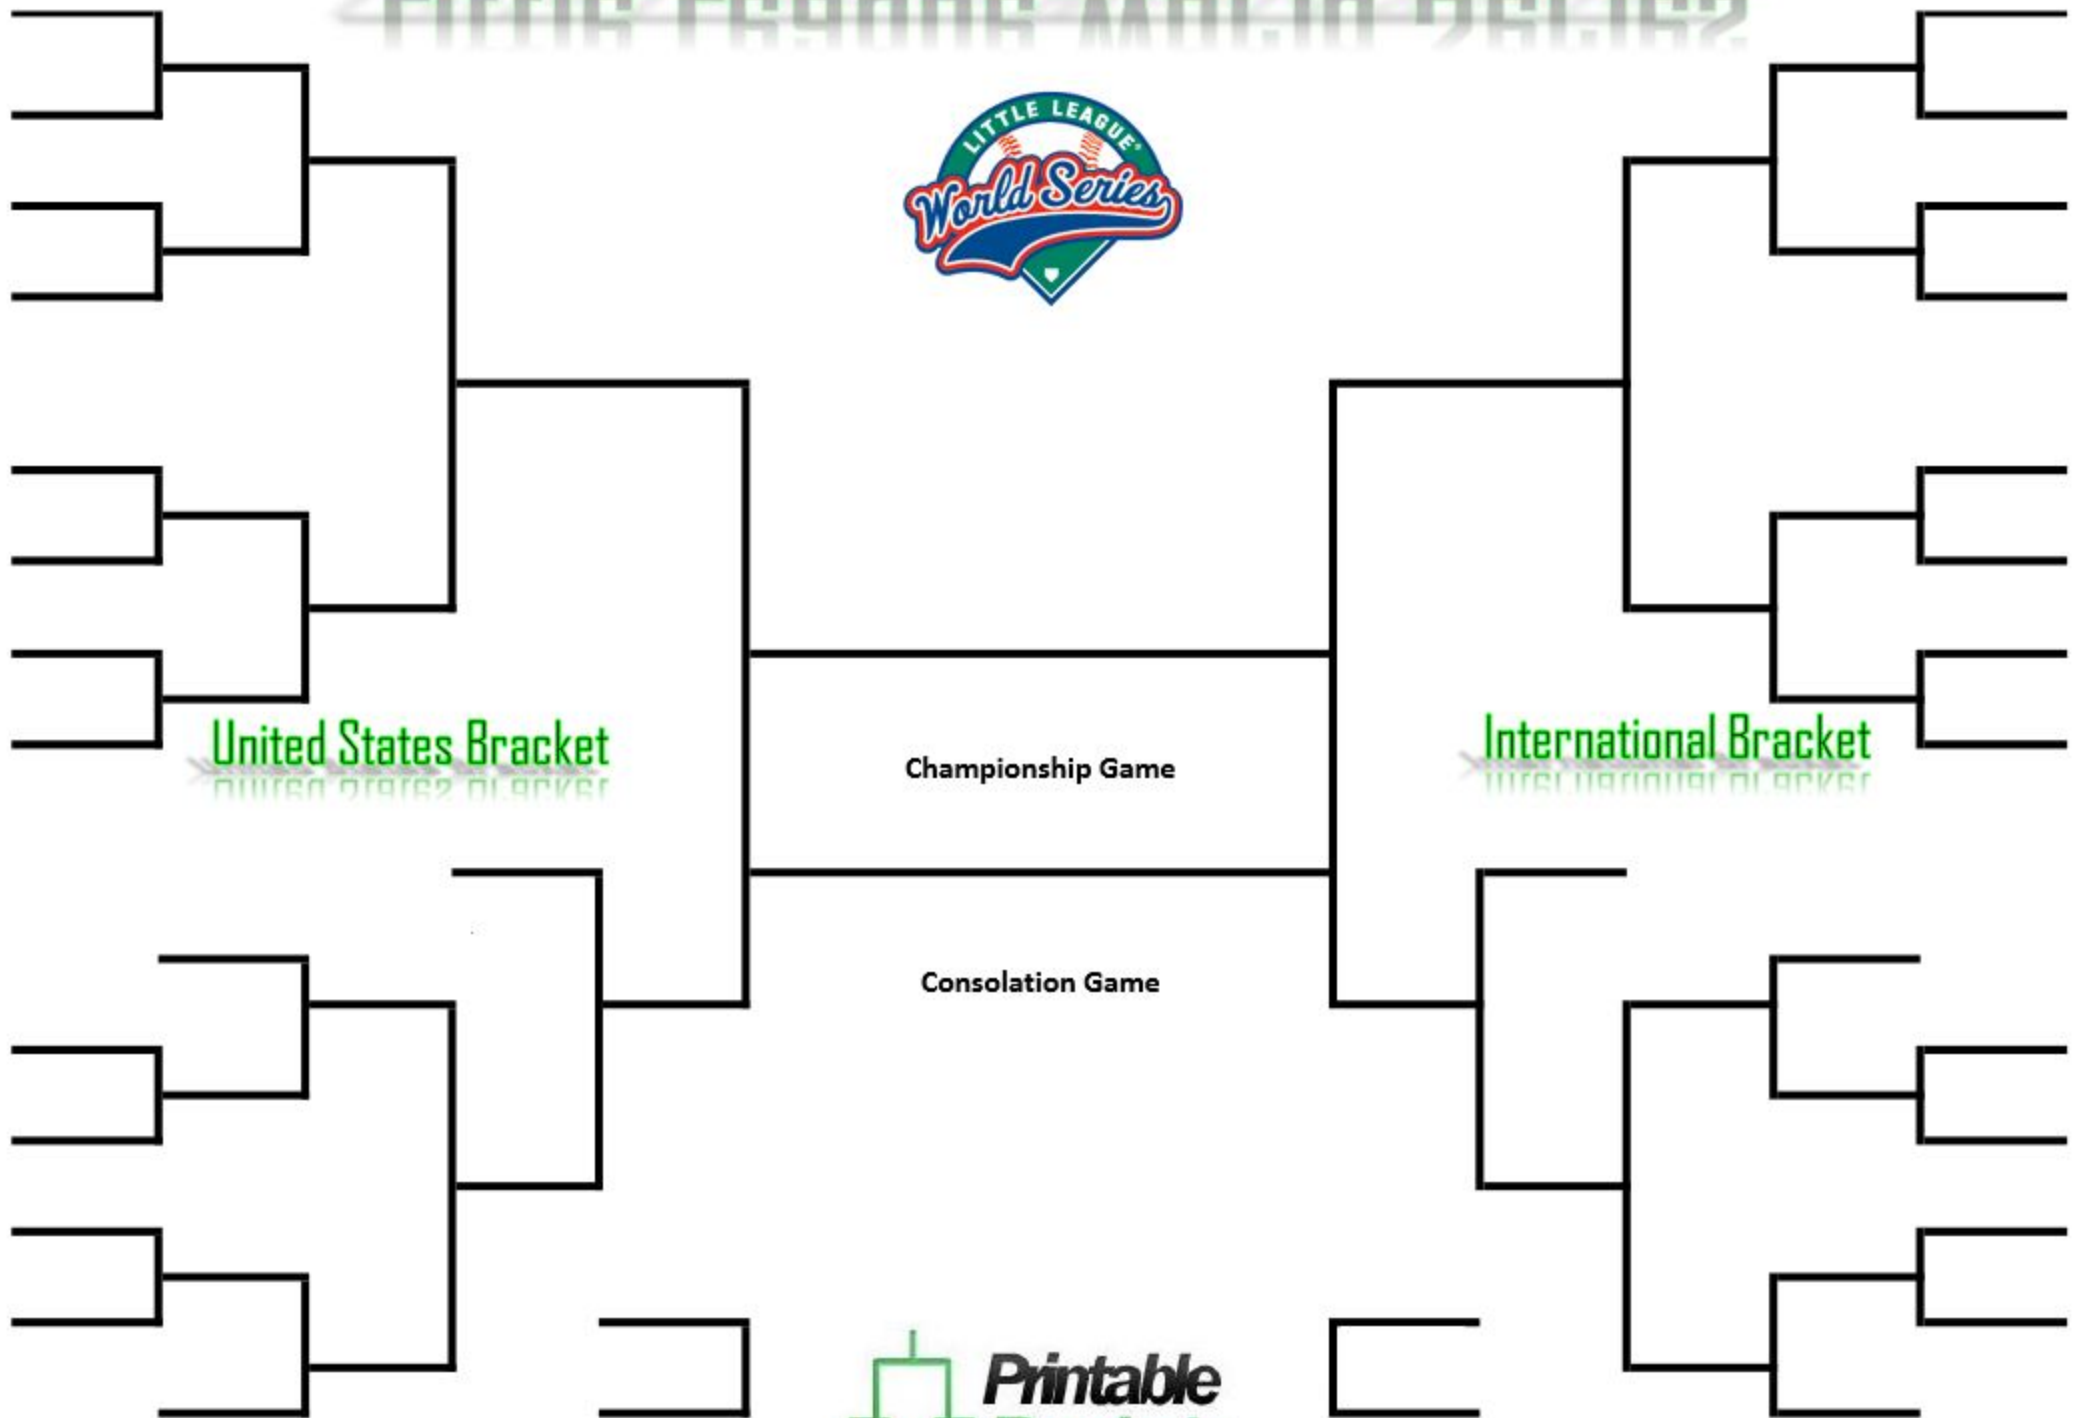 LITTLE LEAGUE®
World Series
United States Bracket
International Bracket
Championship Game
Consolation Game
Printable